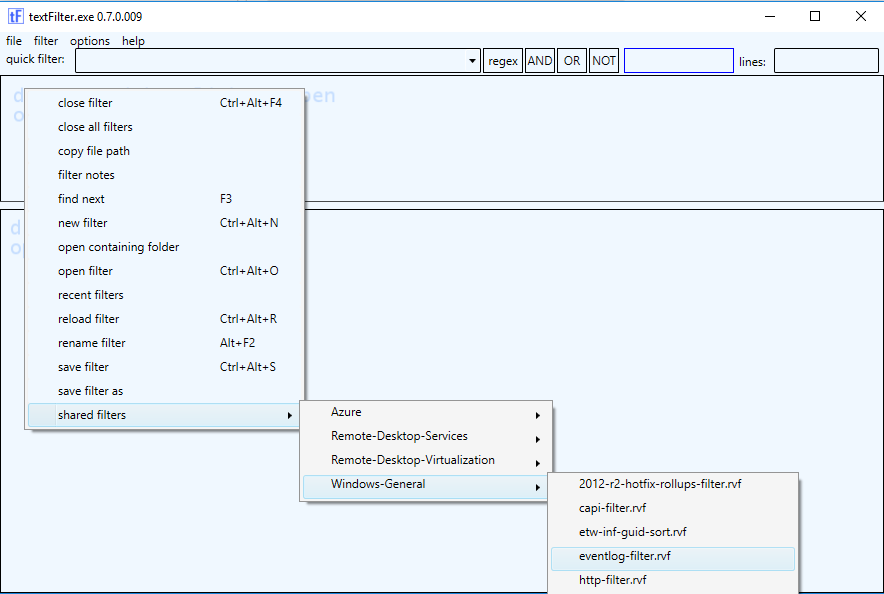 tF textFilter.exe 0.7.0.009
file filter options help
quick filter: regex AND OR NOT lines:
close filter Ctrl+Alt+F4
close all filters
copy file path
filter notes
find next F3
new filter Ctrl+Alt+N
open containing folder
open filter Ctrl+Alt+O
recent filters
reload filter Ctrl+Alt+R
rename filter Alt+F2
save filter Ctrl+Alt+S
save filter as
shared filters
Azure
Remote-Desktop-Services
Remote-Desktop-Virtualization
Windows-General
2012-r2-hotfix-rollups-filter.rvf
capi-filter.rvf
etw-inf-guid-sort.rvf
eventlog-filter.rvf
http-filter.rvf